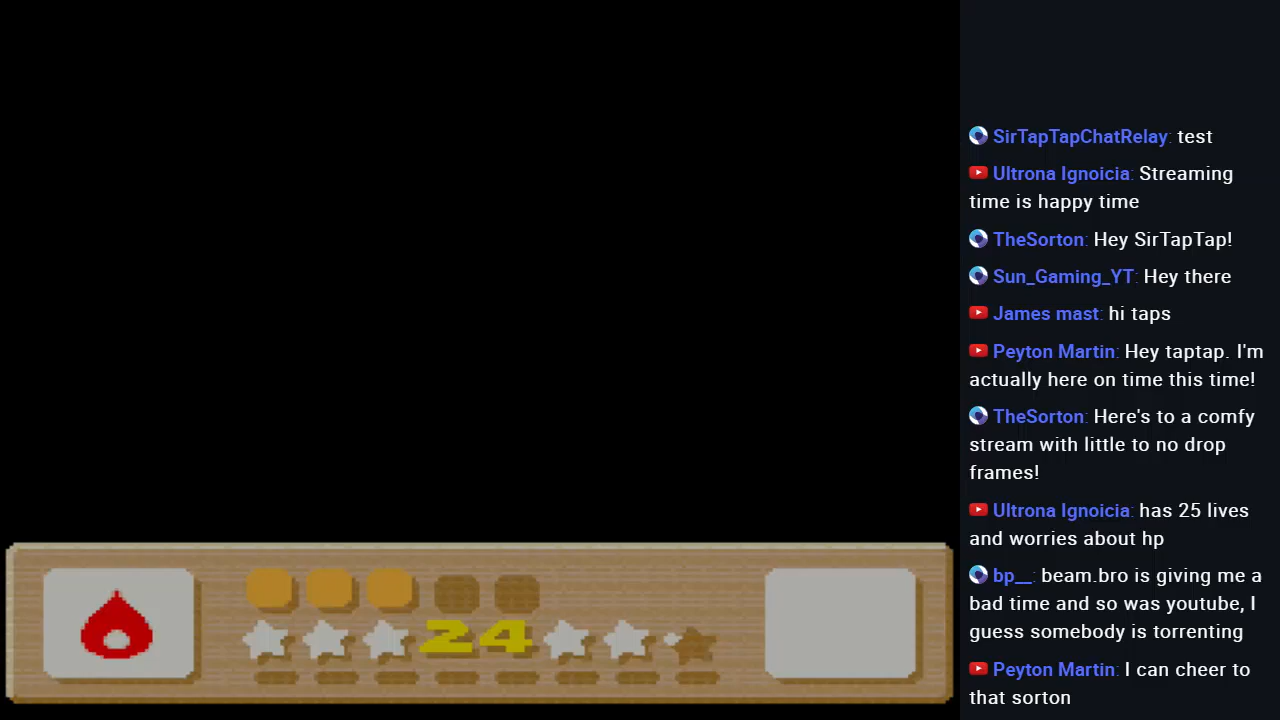 SirTapTapChatRelay: test
Ultrona Ignoicia: Streaming
time is happy time
TheSorton: Hey SirTapTap!
Sun_Gaming_YT: Hey there
James mast: hi taps
Peyton Martin: Hey taptap. I'm
actually here on time this time!
TheSorton: Here's to a comfy
stream with little to no drop
frames!
Ultrona Ignoicia: has 25 lives
and worries about hp
bp__: beam.bro is giving me a
bad time and so was youtube, I
guess somebody is torrenting
Peyton Martin: I can cheer to
that sorton
24